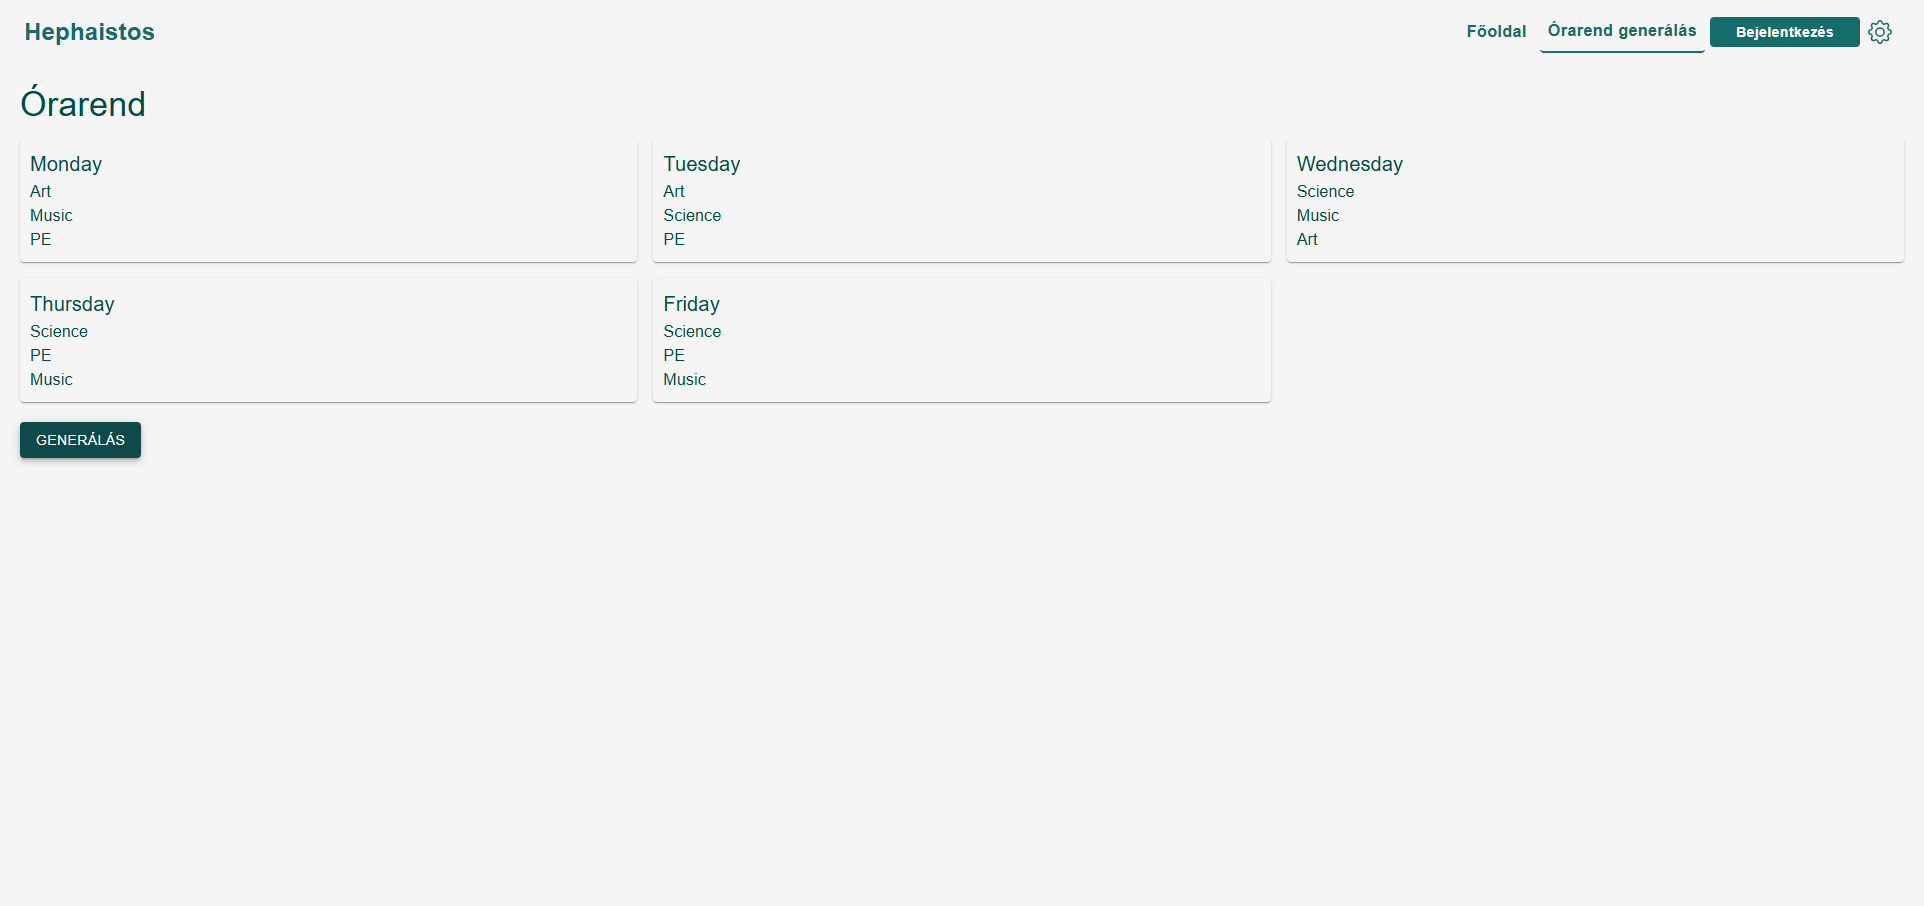 Hephaistos
Főoldal
Órarend generálás
Bejelentkezés
Órarend
Monday
Art
Music
PE
Tuesday
Art
Science
PE
Wednesday
Science
Music
Art
Thursday
Science
PE
Music
Friday
Science
PE
Music
GENERÁLÁS